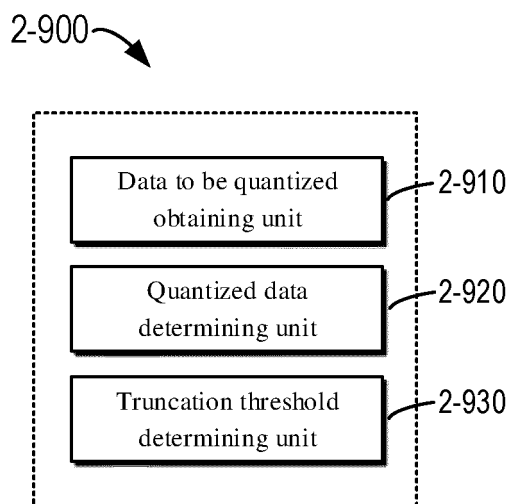 2-900
Data to be quantized
obtaining unit
2-910
Quantized data
determining unit
2-920
Truncation threshold
determining unit
2-930